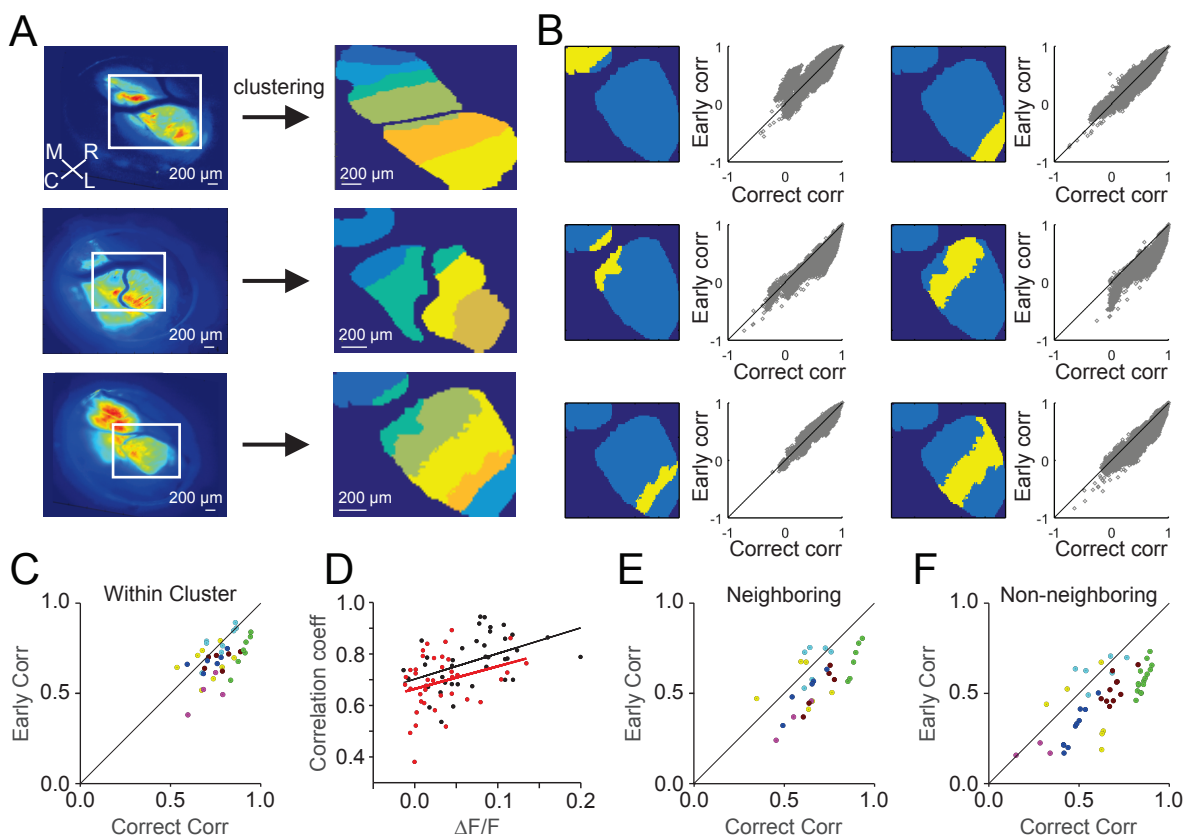 A
B
clustering
M R
C L
200 µm
200 µm
200 µm
200 µm
200 µm
200 µm
Early corr
1
0
-1
-1 0 1
Correct corr
Early corr
1
0
-1
-1 0 1
Correct corr
Early corr
1
0
-1
-1 0 1
Correct corr
Early corr
1
0
-1
-1 0 1
Correct corr
Early corr
1
0
-1
-1 0 1
Correct corr
Early corr
1
0
-1
-1 0 1
Correct corr
C
Within Cluster
Early Corr
1.0
0.5
0.0
0.5 1.0
Correct Corr
D
Correlation coeff
1.0
0.8
0.6
0.4
0.0 0.1 0.2
ΔF/F
E
Neighboring
Early Corr
1.0
0.5
0.0
0.0 0.5 1.0
Correct Corr
F
Non-neighboring
Early Corr
1.0
0.5
0.0
0.0 0.5 1.0
Correct Corr